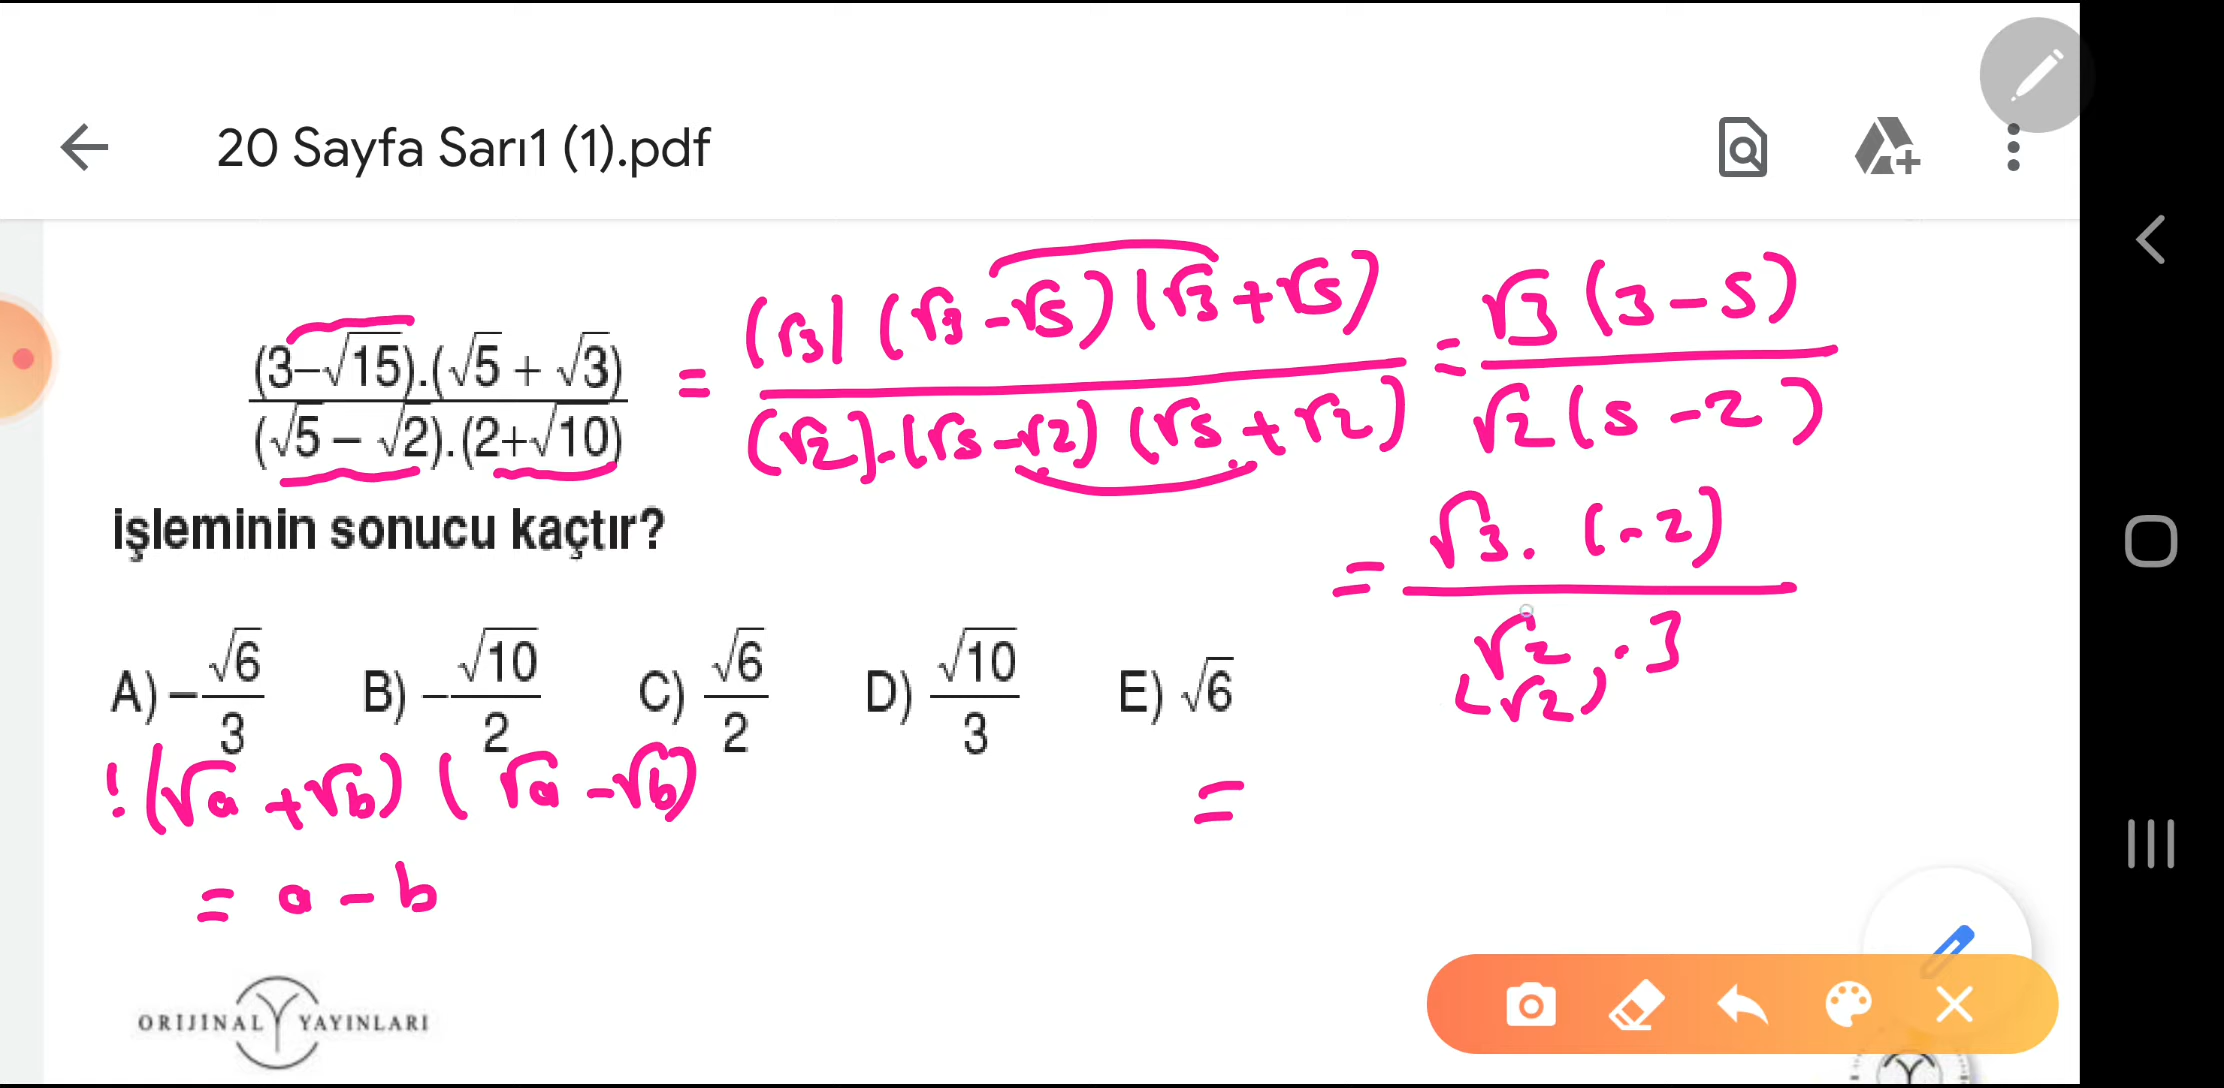 20 Sayfa Sarı1 (1).pdf
(3−√15).(√5 + √3) / (√5 − √2).(2+√10) = (√3) (√3 −√5) (√3 +√5) / (√2).(√5 −√2) (√5 +√2) = √3 (3−5) / √2 (5 −2)
işleminin sonucu kaçtır?
= √3. (-2) / √2 . 3
(√2)
A) −√6/3 B) −√10/2 C) √6/2 D) √10/3 E) √6
! (√a +√b) ( √a −√b) =
= a − b
ORIJINAL Y YAYINLARI